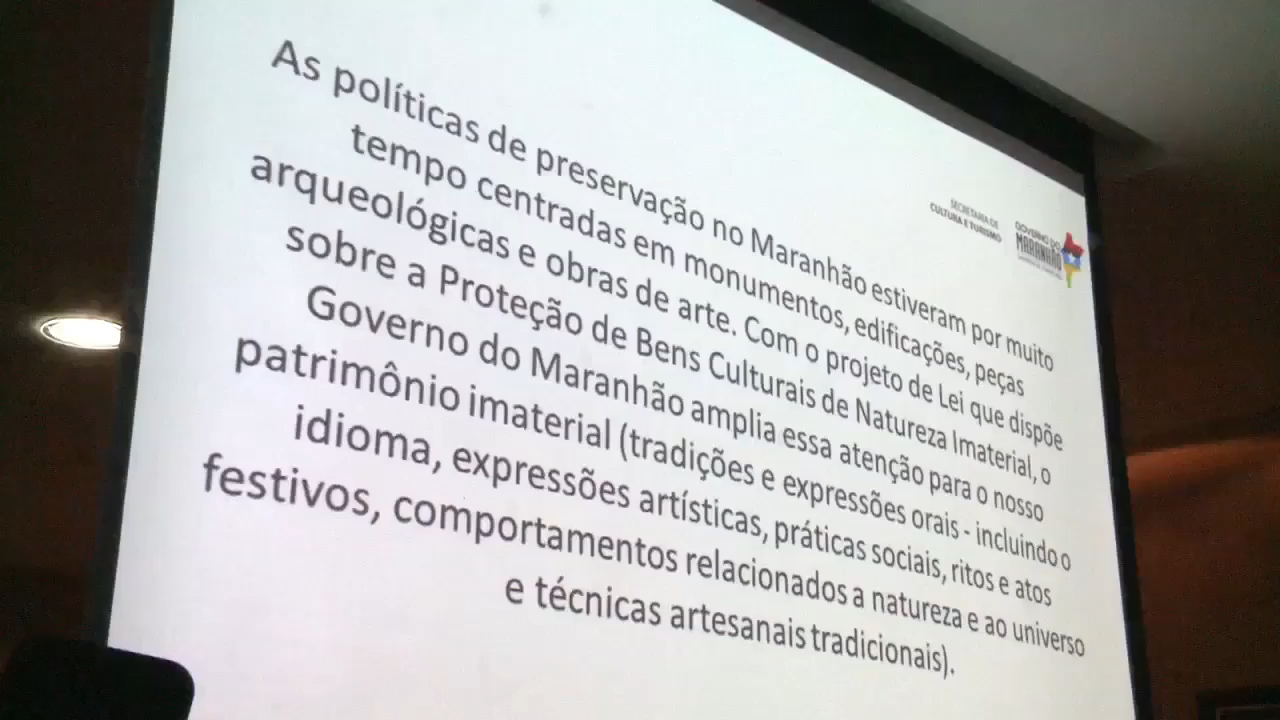 As políticas de preservação no Maranhão estiveram por muito
tempo centradas em monumentos, edificações, peças
arqueológicas e obras de arte. Com o projeto de Lei que dispõe
sobre a Proteção de Bens Culturais de Natureza Imaterial, o
Governo do Maranhão amplia essa atenção para o nosso
patrimônio imaterial (tradições e expressões orais - incluindo o
idioma, expressões artísticas, práticas sociais, ritos e atos
festivos, comportamentos relacionados a natureza e ao universo
e técnicas artesanais tradicionais).
SECRETARIA DE
CULTURA E TURISMO
GOVERNO DO
MARANHÃO